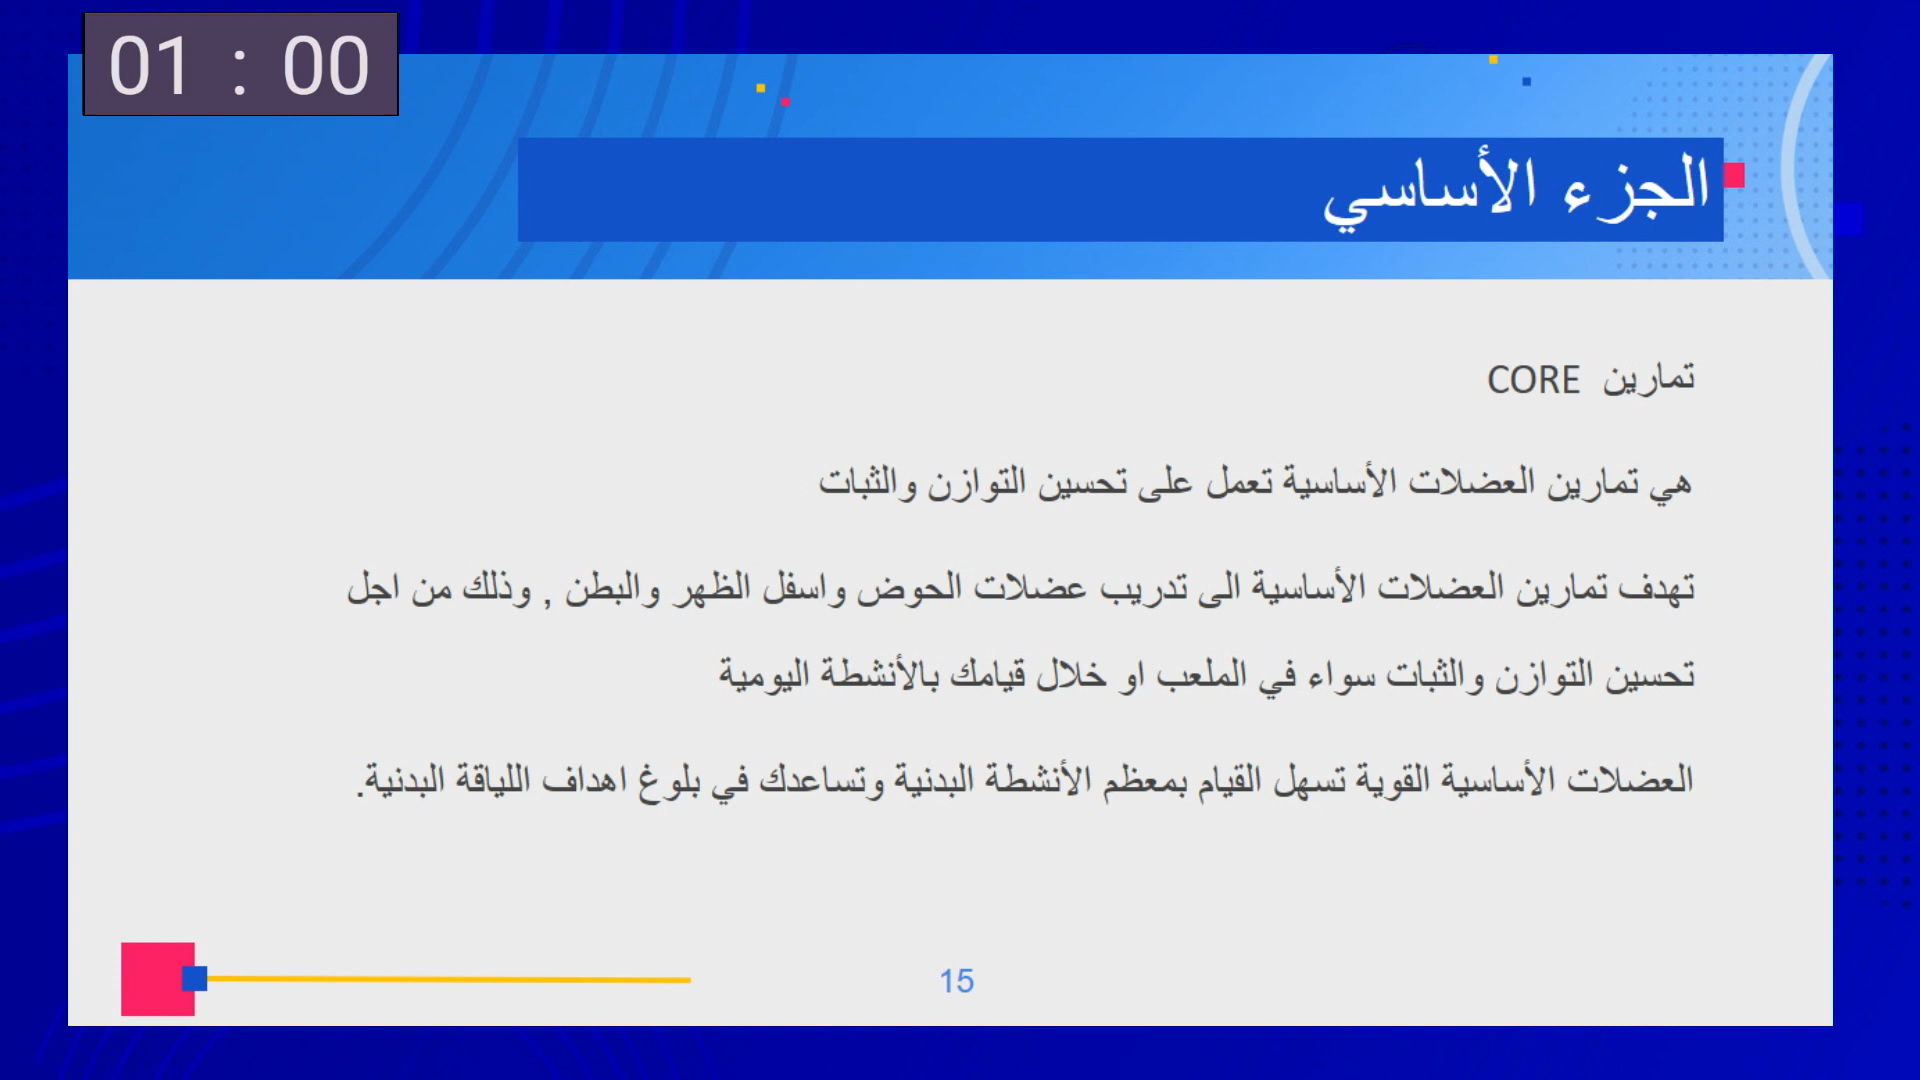 01 : 00
الجزء الأساسي
تمارين CORE
هي تمارين العضلات الأساسية تعمل على تحسين التوازن والثبات
تهدف تمارين العضلات الأساسية الى تدريب عضلات الحوض واسفل الظهر والبطن , وذلك من اجل
تحسين التوازن والثبات سواء في الملعب او خلال قيامك بالأنشطة اليومية
العضلات الأساسية القوية تسهل القيام بمعظم الأنشطة البدنية وتساعدك في بلوغ اهداف اللياقة البدنية.
15